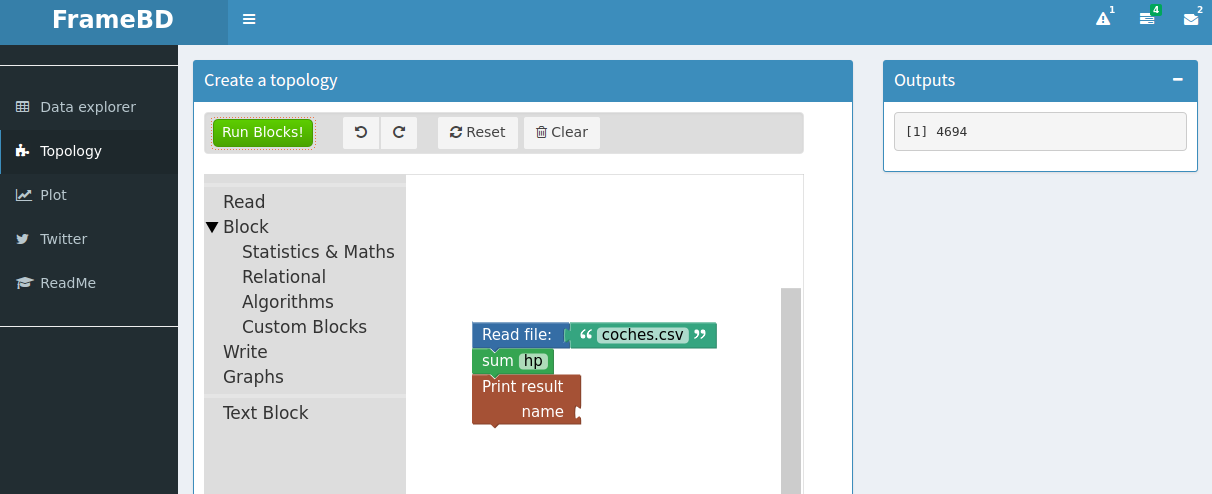 FrameBD
1
4
2
Data explorer
Topology
Plot
Twitter
ReadMe
Create a topology
Run Blocks!
Reset
Clear
Read
Block
Statistics & Maths
Relational
Algorithms
Custom Blocks
Write
Graphs
Text Block
Read file: “ coches.csv ”
sum hp
Print result
name
Outputs
[1] 4694